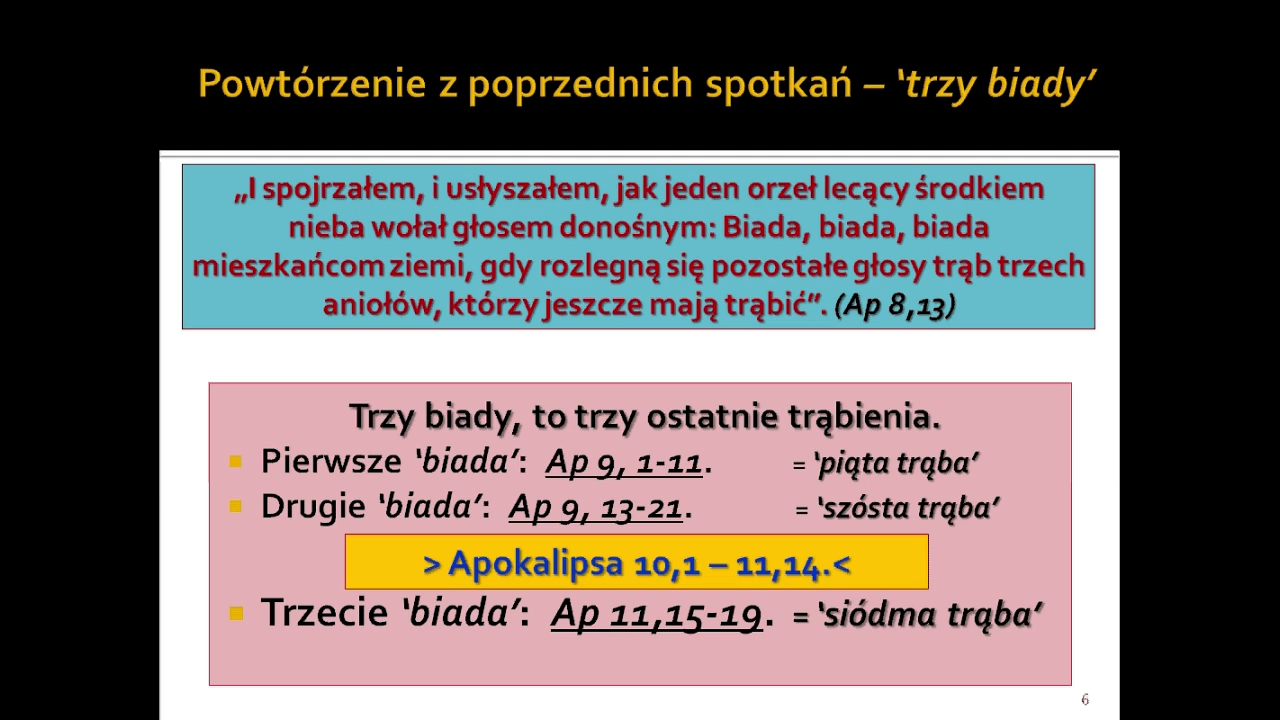 Powtórzenie z poprzednich spotkań – ‘trzy biady’
„I spojrzałem, i usłyszałem, jak jeden orzeł lecący środkiem
nieba wołał głosem donośnym: Biada, biada, biada
mieszkańcom ziemi, gdy rozlegną się pozostałe głosy trąb trzech
aniołów, którzy jeszcze mają trąbić”. (Ap 8,13)
Trzy biady, to trzy ostatnie trąbienia.
Pierwsze ‘biada’: Ap 9, 1-11. = ‘piąta trąba’
Drugie ‘biada’: Ap 9, 13-21. = ‘szósta trąba’
> Apokalipsa 10,1 – 11,14.<
Trzecie ‘biada’: Ap 11,15-19. = ‘siódma trąba’
6